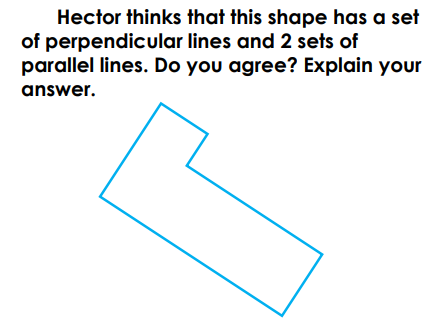 Hector thinks that this shape has a set
of perpendicular lines and 2 sets of
parallel lines. Do you agree? Explain your
answer.